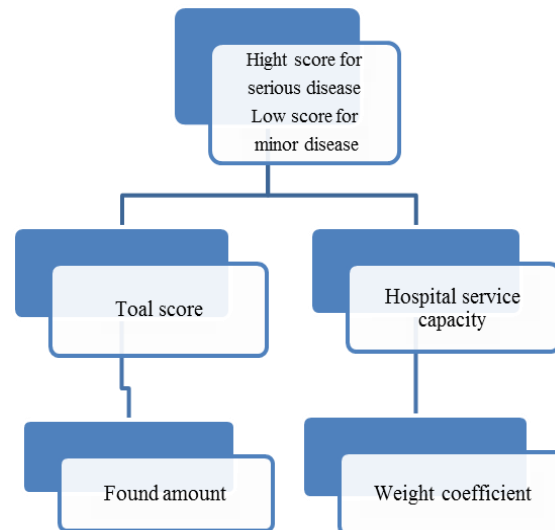 Hight score for
serious disease
Low score for
minor disease
Toal score
Hospital service
capacity
Found amount
Weight coefficient